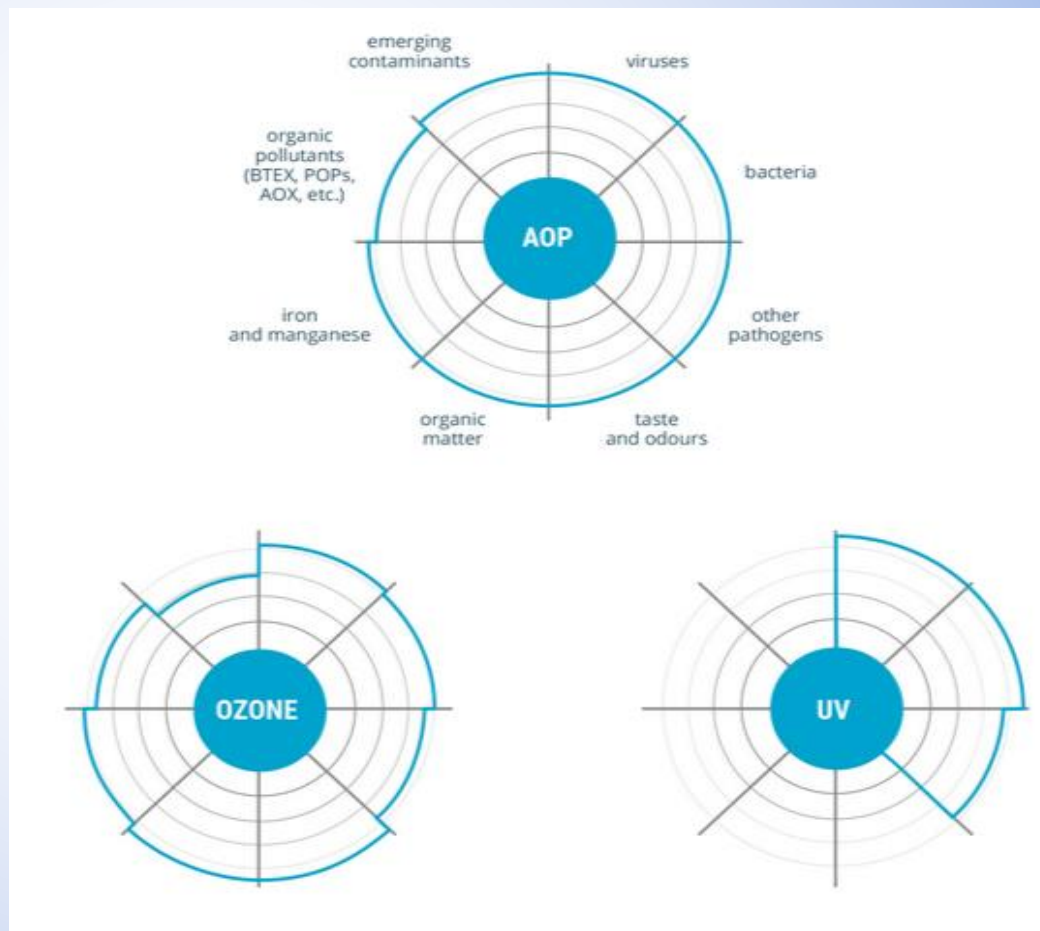 emerging
contaminants
viruses
organic
pollutants
(BTEX, POPs,
AOX, etc.)
bacteria
AOP
iron
and manganese
other
pathogens
organic
matter
taste
and odours
OZONE
UV